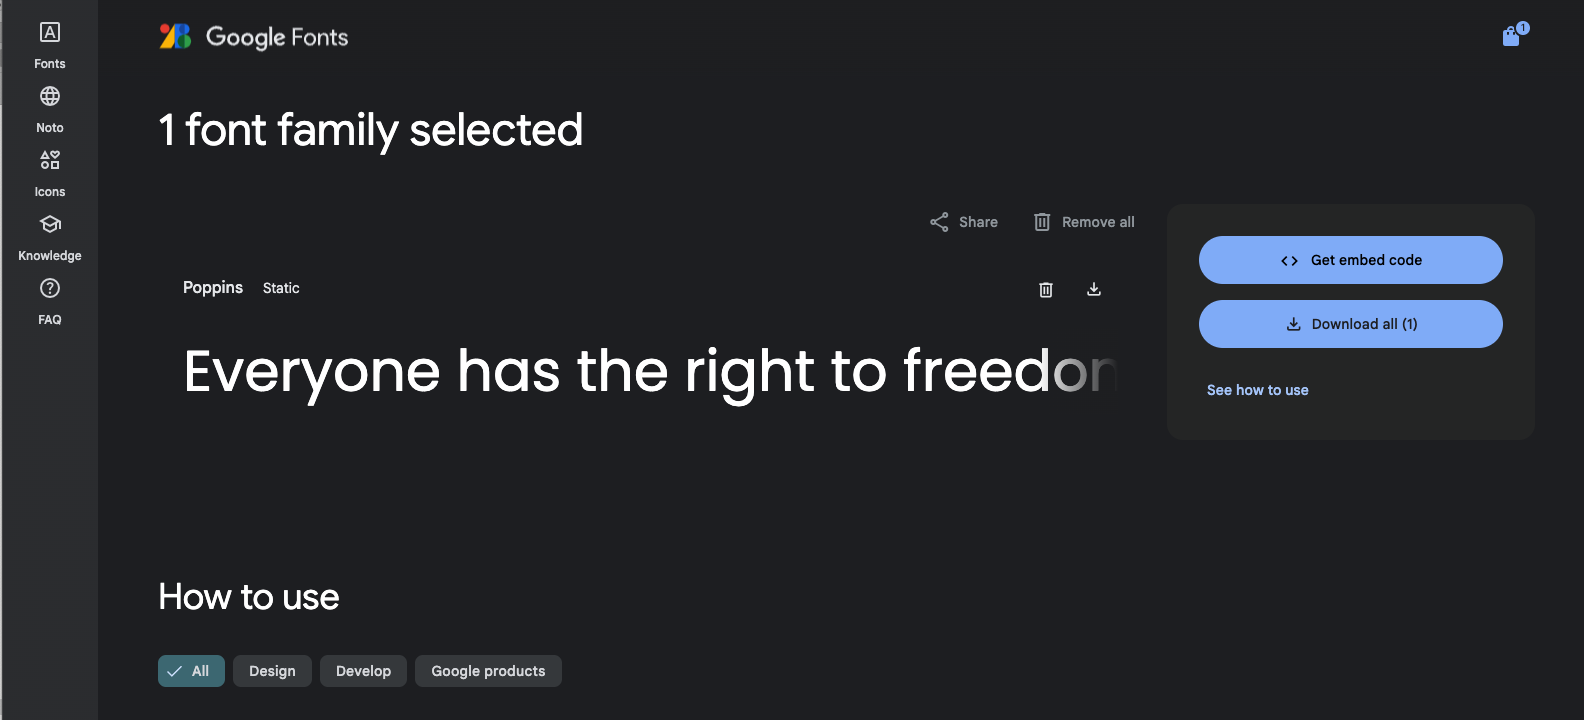 Google Fonts
1
Fonts
Noto
Icons
Knowledge
FAQ
1 font family selected
Share
Remove all
Poppins
Static
Everyone has the right to freedom
Get embed code
Download all (1)
See how to use
How to use
All
Design
Develop
Google products